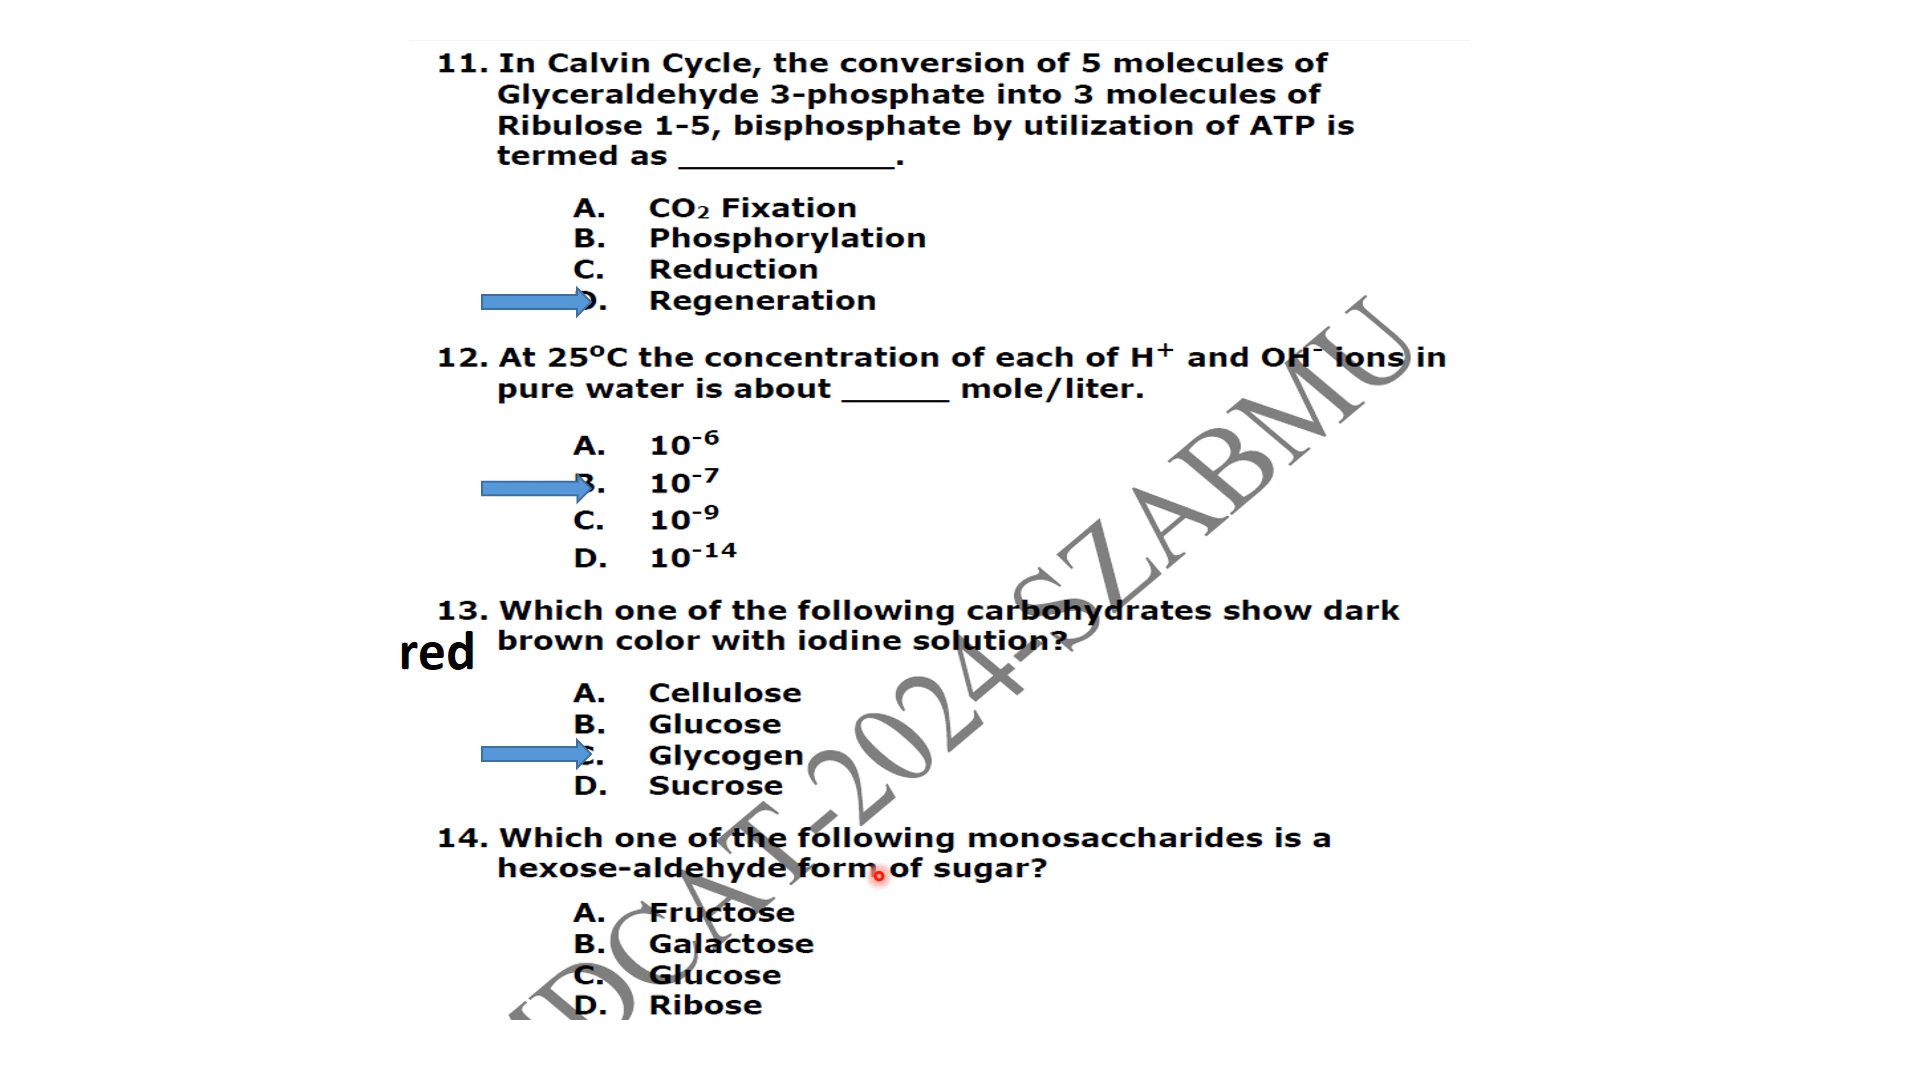 11. In Calvin Cycle, the conversion of 5 molecules of
Glyceraldehyde 3-phosphate into 3 molecules of
Ribulose 1-5, bisphosphate by utilization of ATP is
termed as ____________.
A. CO₂ Fixation
B. Phosphorylation
C. Reduction
D. Regeneration
12. At 25⁰C the concentration of each of H⁺ and OH⁻ ions in
pure water is about ______ mole/liter.
A. 10⁻⁶
B. 10⁻⁷
C. 10⁻⁹
D. 10⁻¹⁴
13. Which one of the following carbohydrates show dark
brown color with iodine solution?
red
A. Cellulose
B. Glucose
C. Glycogen
D. Sucrose
14. Which one of the following monosaccharides is a
hexose-aldehyde form of sugar?
A. Fructose
B. Galactose
C. Glucose
D. Ribose
MDCAT-2024-SZABMU